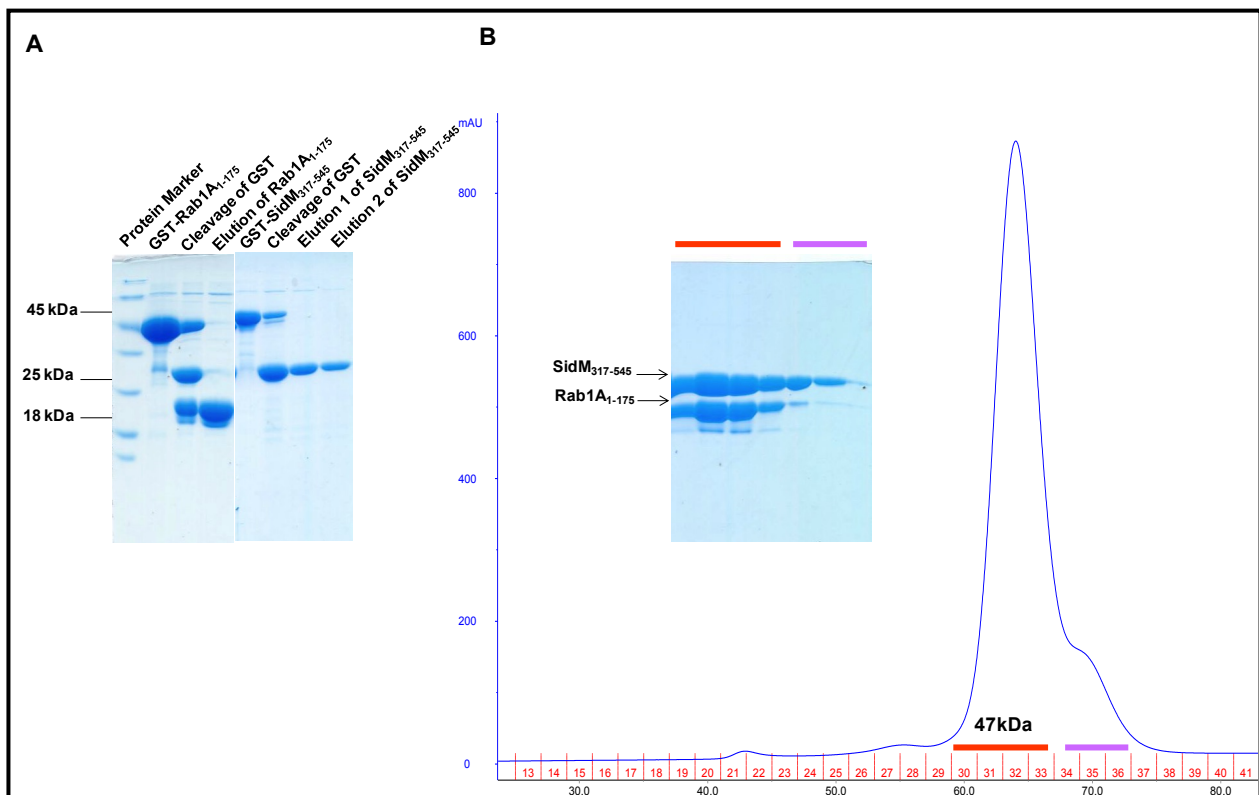 A
B
Protein Marker
GST-Rab1A1-175
Cleavage of GST
Elution of Rab1A1-175
GST-SidM317-545
Cleavage of GST
Elution 1 of SidM317-545
Elution 2 of SidM317-545
45 kDa
25 kDa
18 kDa
mAU
800
600
400
200
0
SidM317-545
Rab1A1-175
47kDa
13 14 15 16 17 18 19 20 21 22 23 24 25 26 27 28 29 30 31 32 33 34 35 36 37 38 39 40 41
30.0 40.0 50.0 60.0 70.0 80.0